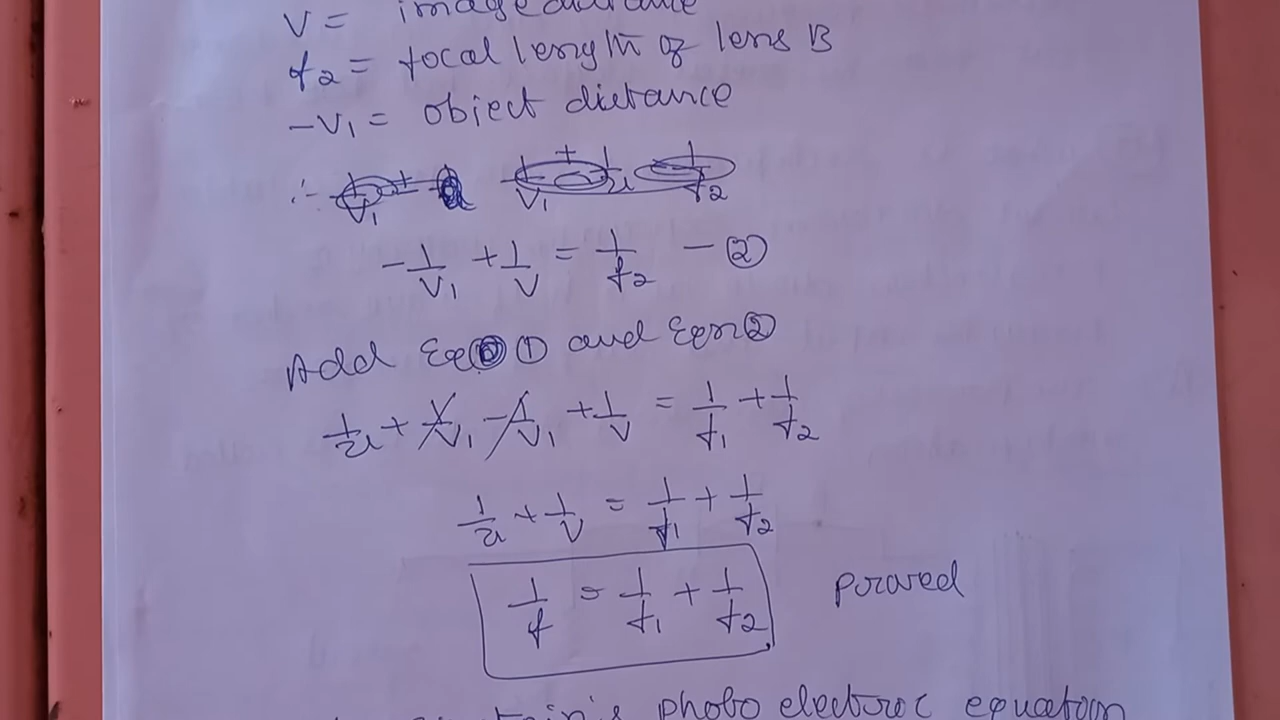 V = image distance
f2 = focal length of lens B
-V1 = object distance
-1/V1 + 1/V = 1/f2 - ②
Add Eq ① and Eqn ②
1/u + 1/V1 - 1/V1 + 1/V = 1/f1 + 1/f2
1/u + 1/V = 1/f1 + 1/f2
1/f = 1/f1 + 1/f2 proved
photo electric equation